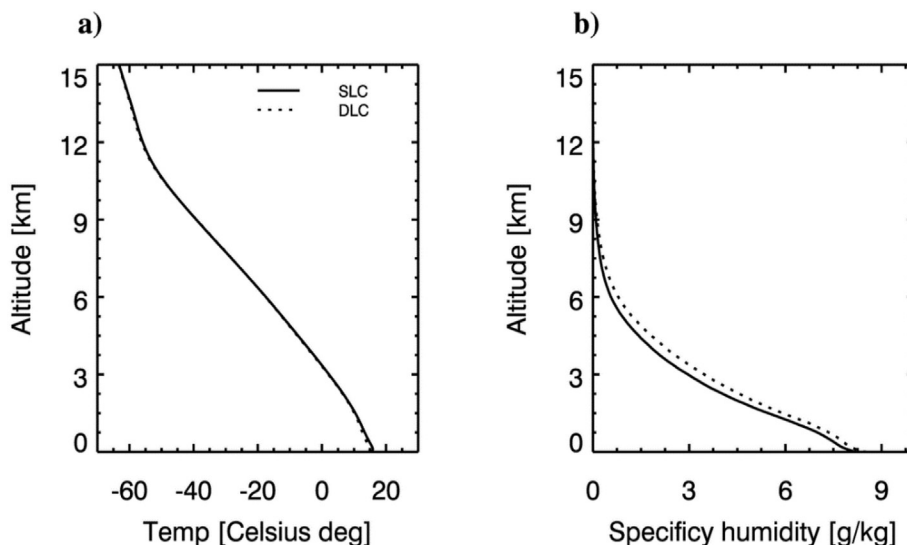 a)
15
12
9
6
3
0
Altitude [km]
SLC
DLC
-60 -40 -20 0 20
Temp [Celsius deg]
b)
15
12
9
6
3
0
Altitude [km]
0 3 6 9
Specificy humidity [g/kg]